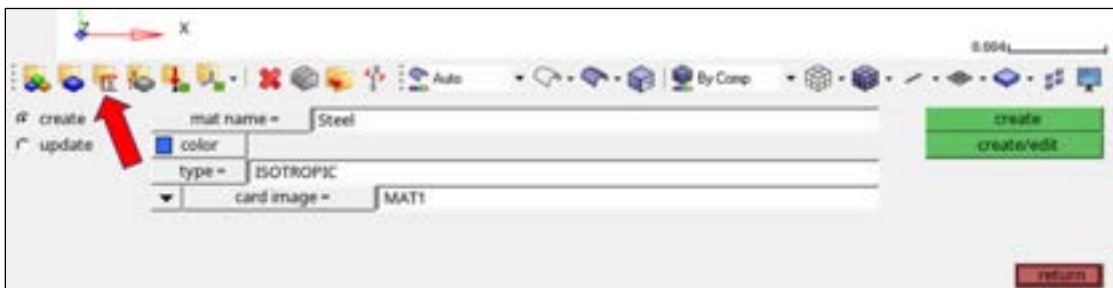 Z X
0.004
Auto By Comp
create mat name = Steel create
update color create/edit
type = ISOTROPIC
card image = MAT1
return